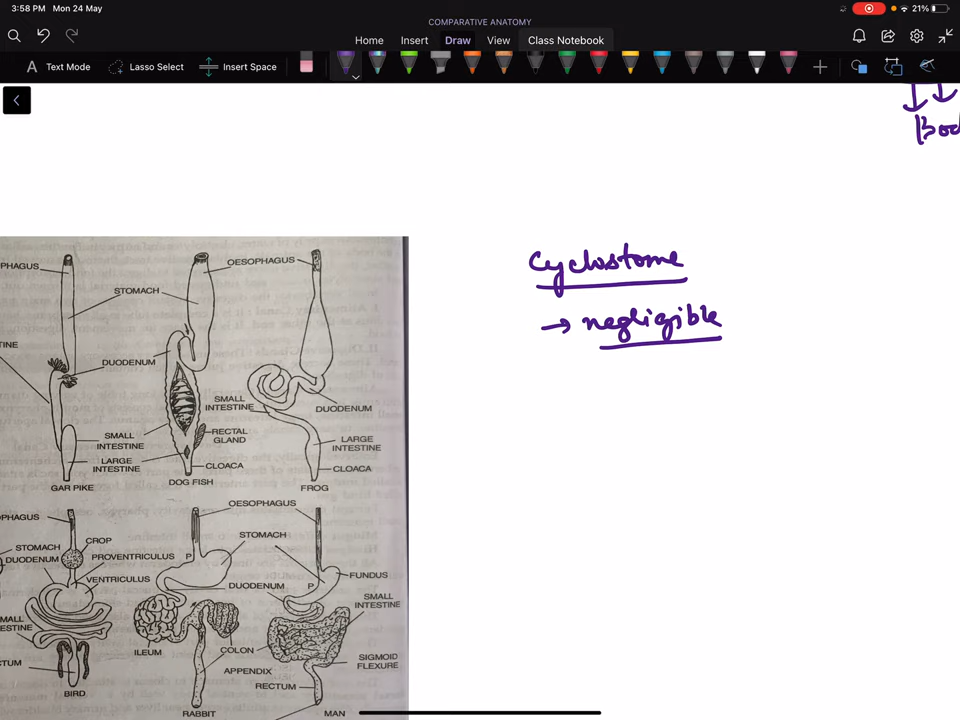 3:58 PM Mon 24 May
21%
COMPARATIVE ANATOMY
Home Insert Draw View Class Notebook
Text Mode Lasso Select Insert Space
Cyclostome
→ negligible
PHAGUS
OESOPHAGUS
STOMACH
TINE
DUODENUM
SMALL
INTESTINE
DUODENUM
RECTAL
GLAND
SMALL
INTESTINE
LARGE
INTESTINE
LARGE
INTESTINE
CLOACA
CLOACA
GAR PIKE
DOG FISH
FROG
OESOPHAGUS
PHAGUS
CROP
STOMACH
STOMACH
PROVENTRICULUS
P
DUODENUM
VENTRICULUS
DUODENUM
P
FUNDUS
SMALL
INTESTINE
MALL
ESTINE
ILEUM
COLON
SIGMOID
FLEXURE
CTUM
APPENDIX
RECTUM
BIRD
RABBIT
MAN